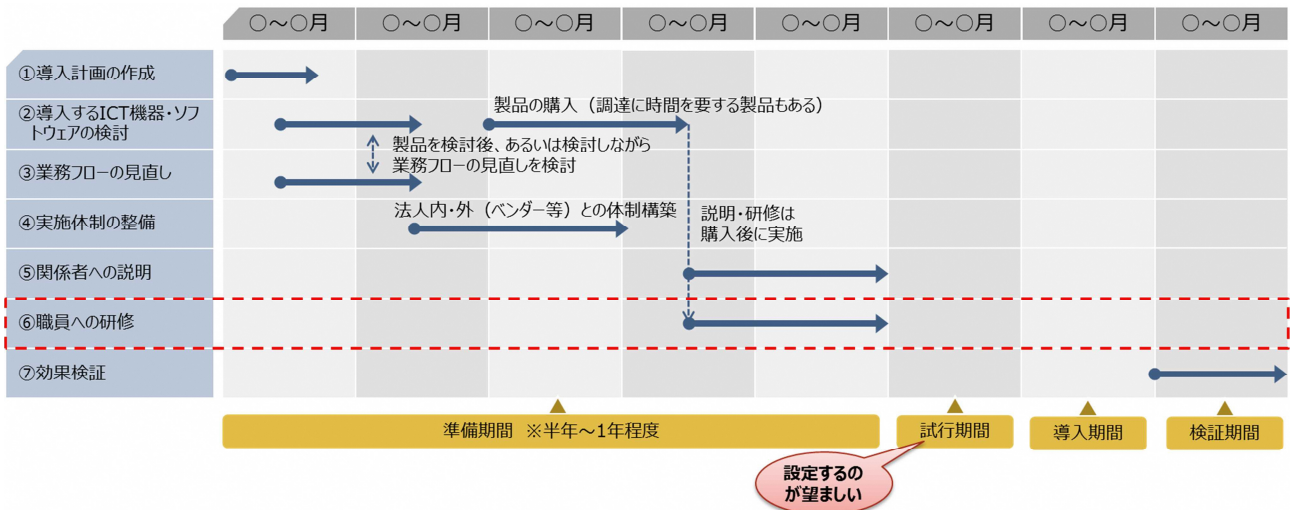 〇～〇月 〇～〇月 〇～〇月 〇～〇月 〇～〇月 〇～〇月 〇～〇月 〇～〇月
①導入計画の作成
②導入するICT機器・ソフ
トウェアの検討
製品の購入（調達に時間を要する製品もある）
製品を検討後、あるいは検討しながら
業務フローの見直しを検討
③業務フローの見直し
④実施体制の整備
法人内・外（ベンダー等）との体制構築
説明・研修は
購入後に実施
⑤関係者への説明
⑥職員への研修
⑦効果検証
準備期間 ※半年～1年程度
試行期間
導入期間
検証期間
設定するの
が望ましい